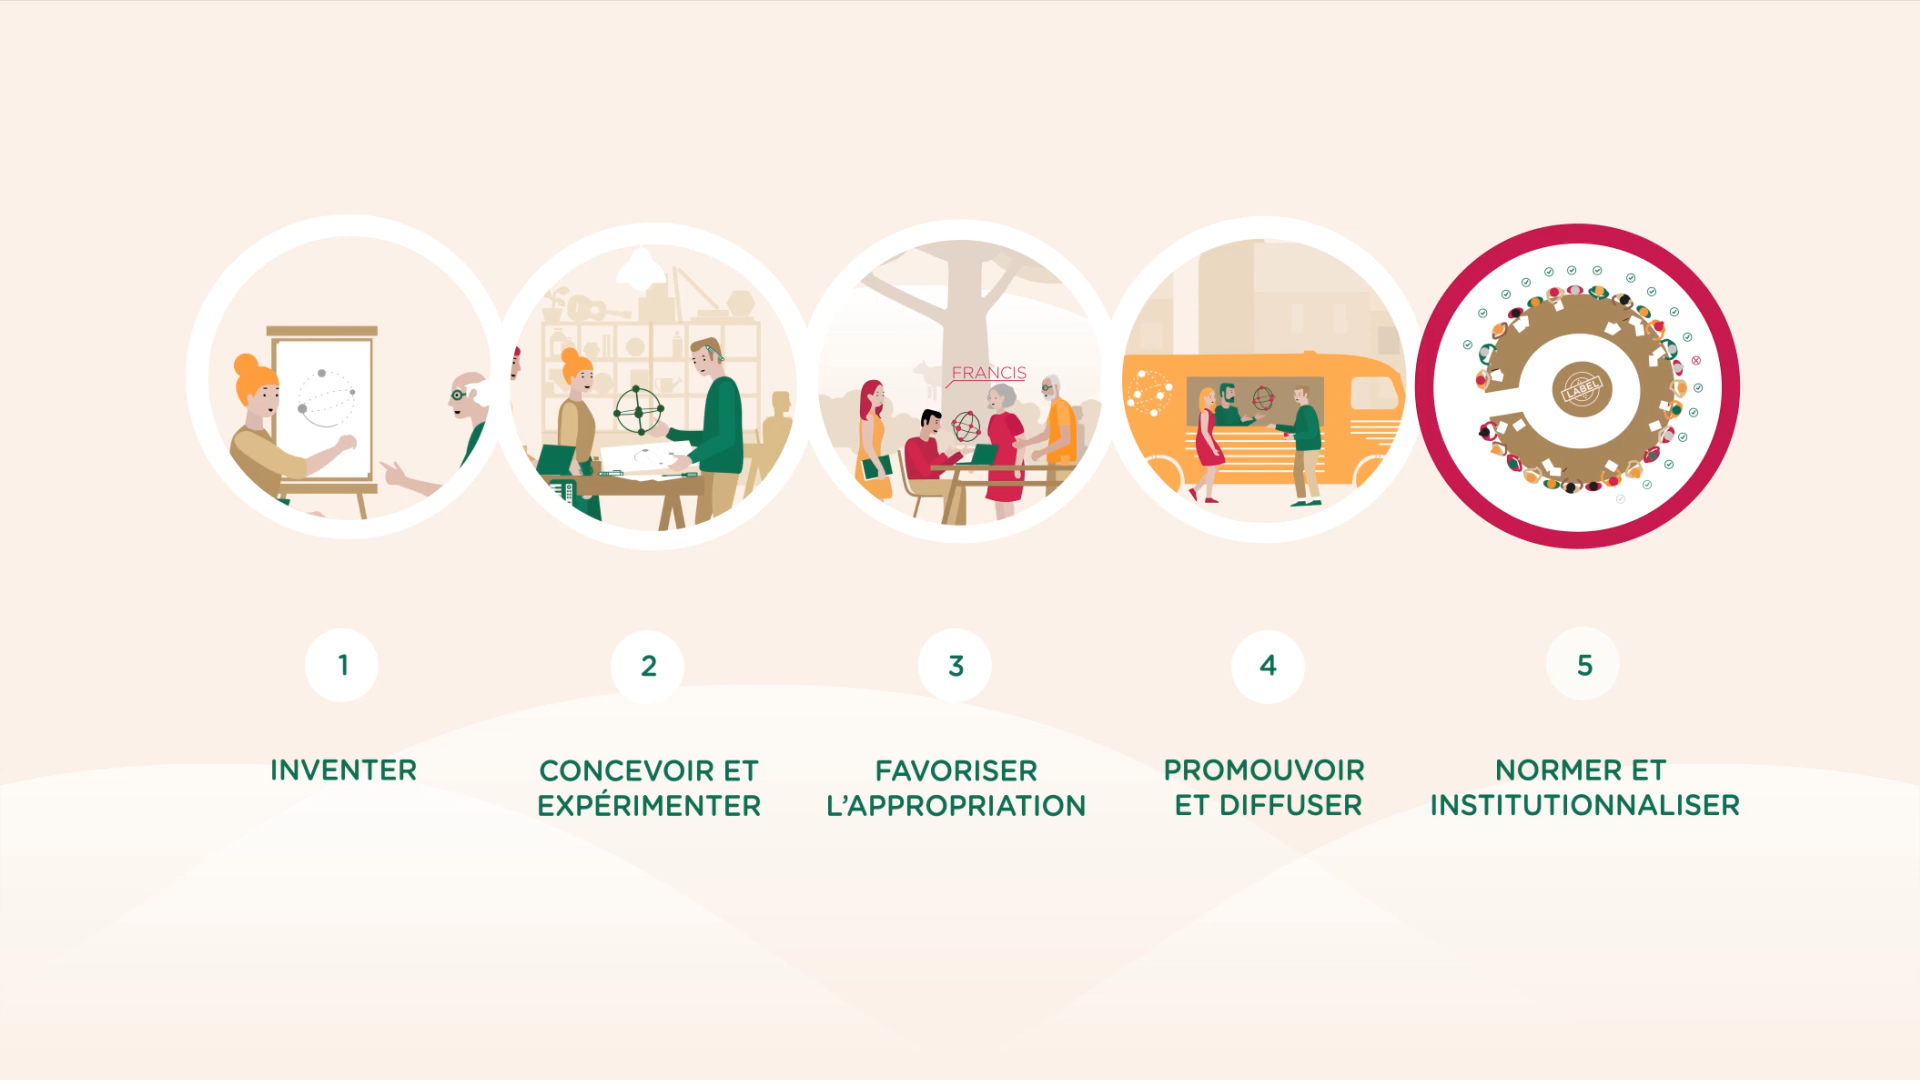 FRANCIS
LABEL
1
2
3
4
5
INVENTER
CONCEVOIR ET
EXPÉRIMENTER
FAVORISER
L'APPROPRIATION
PROMOUVOIR
ET DIFFUSER
NORMER ET
INSTITUTIONNALISER